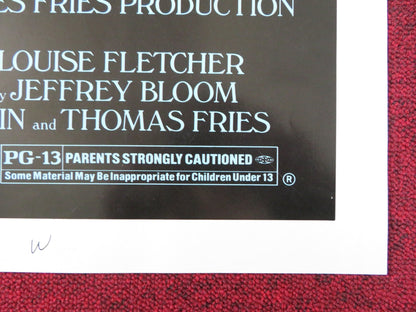 ES FRIES PRODUCTION
LOUISE FLETCHER
y JEFFREY BLOOM
IN and THOMAS FRIES
PG-13 PARENTS STRONGLY CAUTIONED
Some Material May Be Inappropriate for Children Under 13 ®